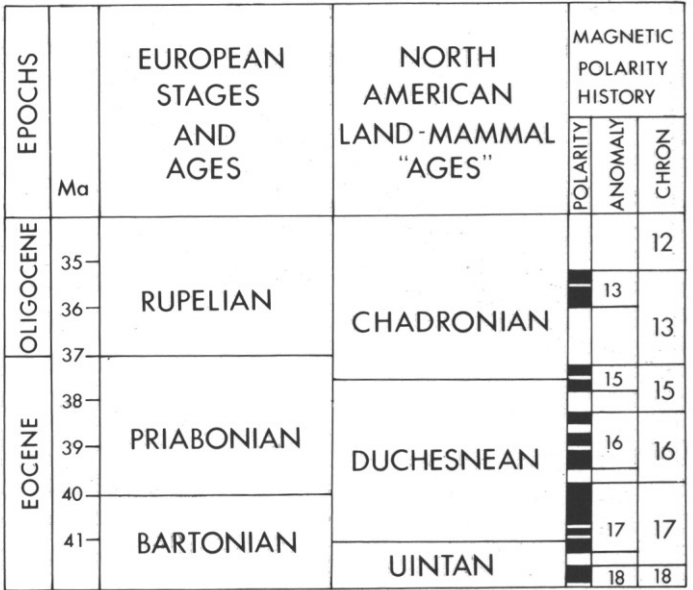 EPOCHS
Ma
EUROPEAN
STAGES
AND
AGES
NORTH
AMERICAN
LAND-MAMMAL
"AGES"
MAGNETIC
POLARITY
HISTORY
POLARITY
ANOMALY
CHRON
OLIGOCENE
EOCENE
35
36
37
38
39
40
41
RUPELIAN
PRIABONIAN
BARTONIAN
CHADRONIAN
DUCHESNEAN
UINTAN
13
15
16
17
18
12
13
15
16
17
18